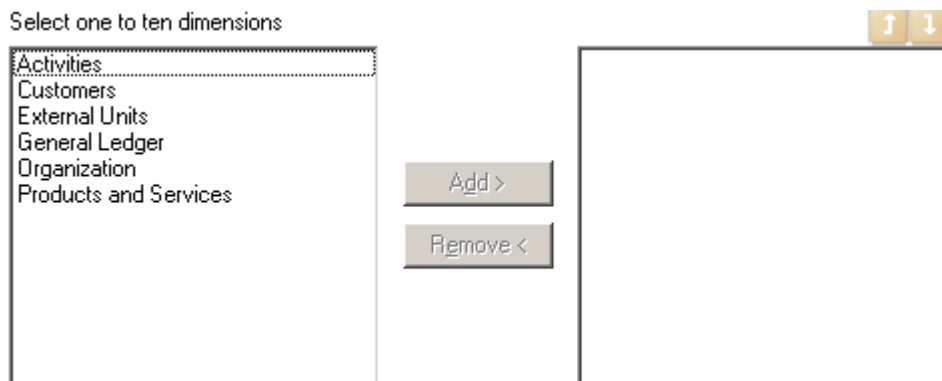 Select one to ten dimensions
Activities
Customers
External Units
General Ledger
Organization
Products and Services
Add >
Remove <